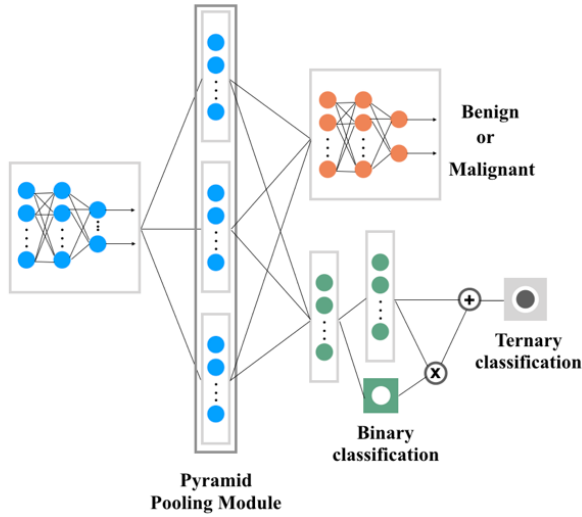 Benign
or
Malignant
+
x
Ternary
classification
Binary
classification
Pyramid
Pooling Module